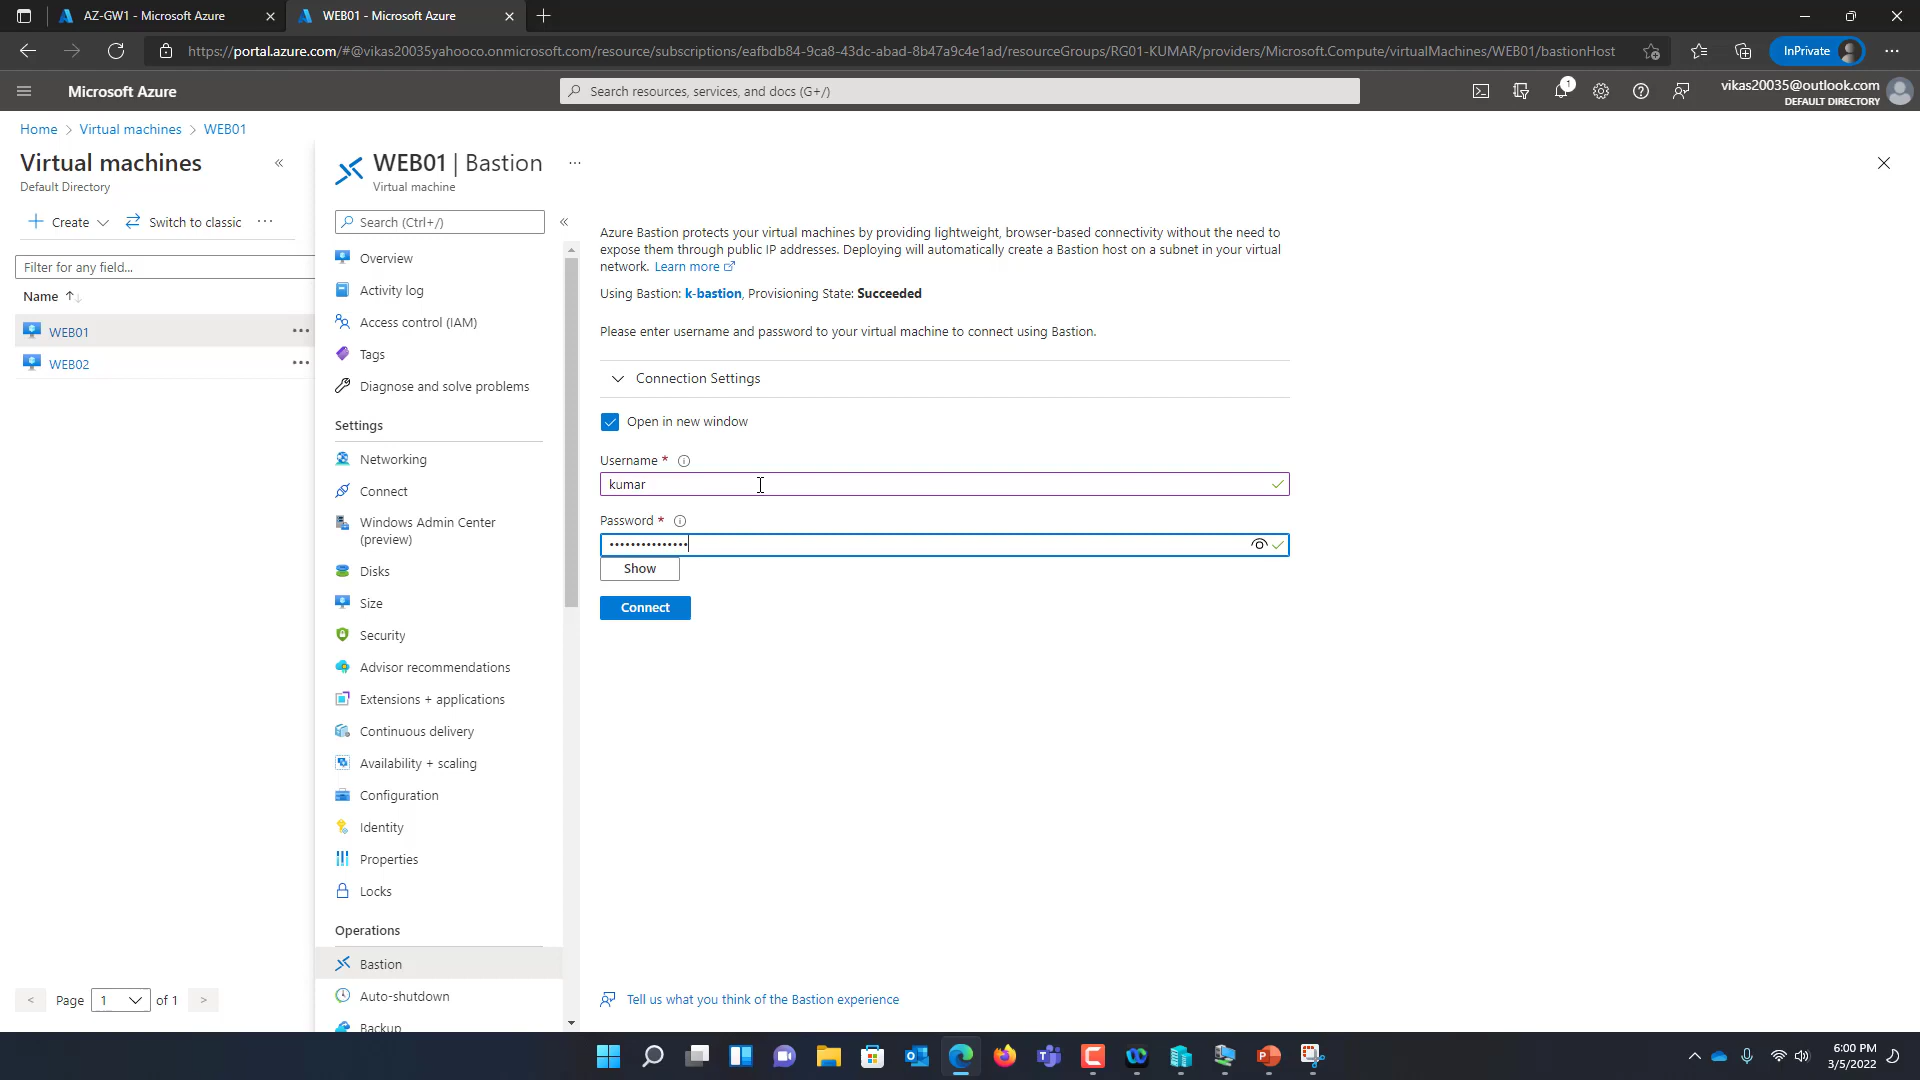 AZ-GW1 - Microsoft Azure
WEB01 - Microsoft Azure
https://portal.azure.com/#@vikas20035yahooco.onmicrosoft.com/resource/subscriptions/eafbdb84-9ca8-43dc-abad-8b47a9c4e1ad/resourceGroups/RG01-KUMAR/providers/Microsoft.Compute/virtualMachines/WEB01/bastionHost
InPrivate
Microsoft Azure
Search resources, services, and docs (G+/)
1
vikas20035@outlook.com
DEFAULT DIRECTORY
Home > Virtual machines > WEB01
Virtual machines
Default Directory
Create
Switch to classic
Filter for any field...
Name
WEB01
WEB02
< Page 1 of 1 >
WEB01 | Bastion
Virtual machine
Search (Ctrl+/)
Overview
Activity log
Access control (IAM)
Tags
Diagnose and solve problems
Settings
Networking
Connect
Windows Admin Center
(preview)
Disks
Size
Security
Advisor recommendations
Extensions + applications
Continuous delivery
Availability + scaling
Configuration
Identity
Properties
Locks
Operations
Bastion
Auto-shutdown
Backup
Azure Bastion protects your virtual machines by providing lightweight, browser-based connectivity without the need to
expose them through public IP addresses. Deploying will automatically create a Bastion host on a subnet in your virtual
network. Learn more
Using Bastion: k-bastion, Provisioning State: Succeeded
Please enter username and password to your virtual machine to connect using Bastion.
Connection Settings
Open in new window
Username *
kumar
Password *
•••••••••••••••
Show
Connect
Tell us what you think of the Bastion experience
6:00 PM
3/5/2022